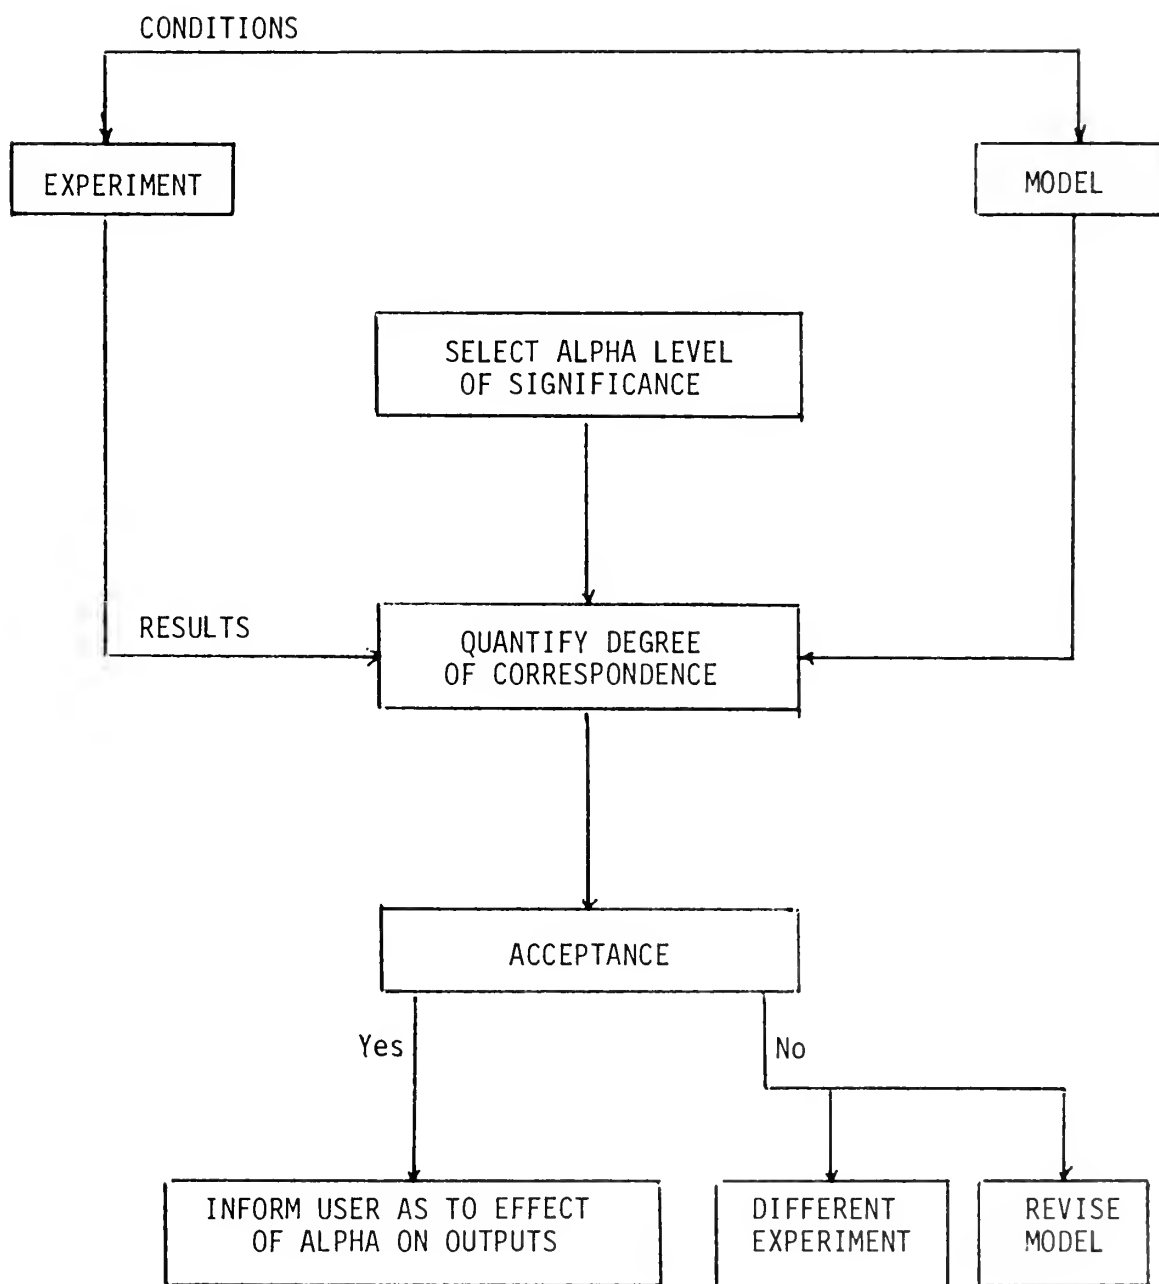 CONDITIONS
EXPERIMENT
MODEL
SELECT ALPHA LEVEL
OF SIGNIFICANCE
RESULTS
QUANTIFY DEGREE
OF CORRESPONDENCE
ACCEPTANCE
Yes
No
INFORM USER AS TO EFFECT
OF ALPHA ON OUTPUTS
DIFFERENT
EXPERIMENT
REVISE
MODEL